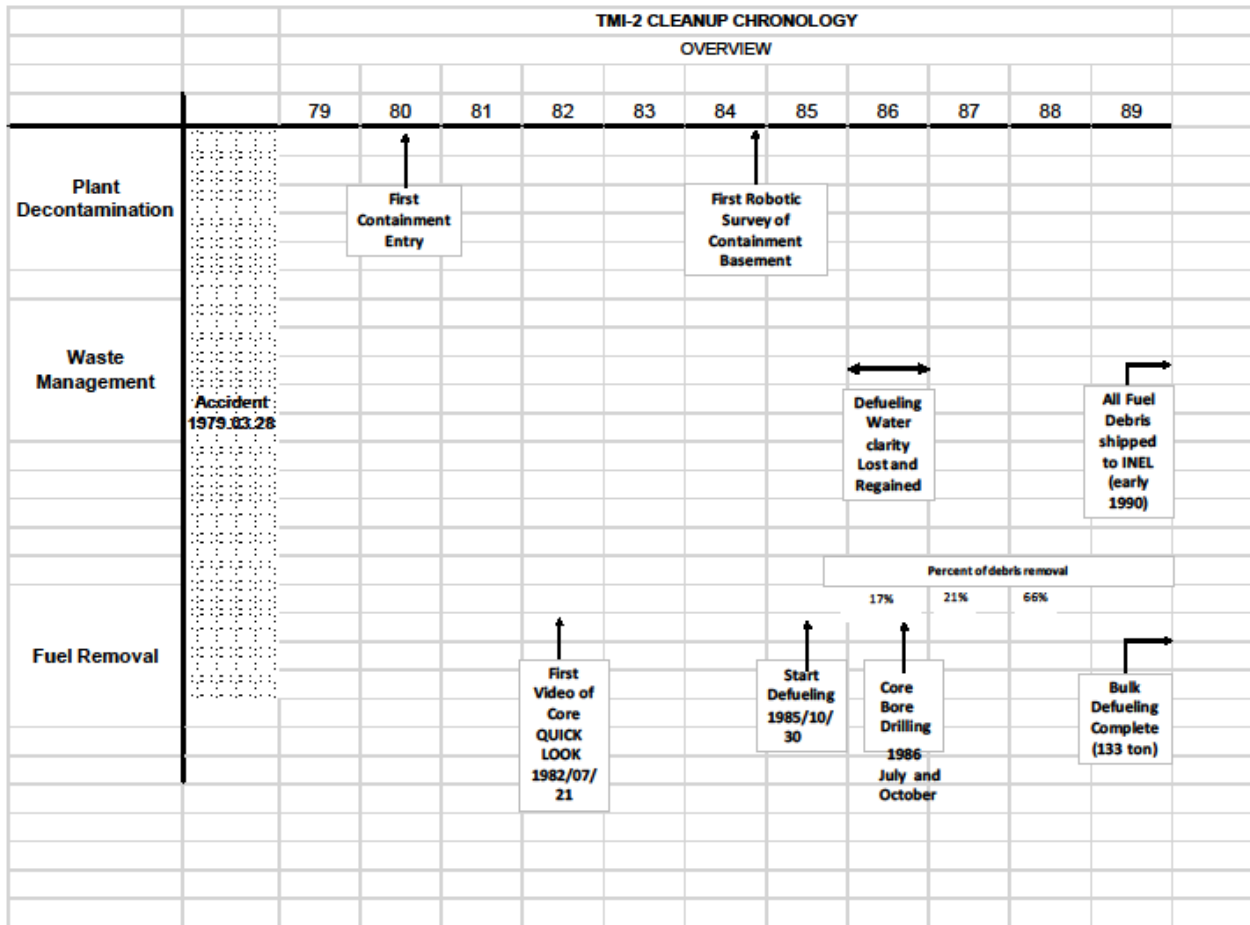 TMI-2 CLEANUP CHRONOLOGY
OVERVIEW
79 80 81 82 83 84 85 86 87 88 89
Plant
Decontamination
First
Containment
Entry
First Robotic
Survey of
Containment
Basement
Waste
Management
Accident
1979.03.28
Defueling
Water
clarity
Lost and
Regained
All Fuel
Debris
shipped
to INEL
(early
1990)
Percent of debris removal
17% 21% 66%
Fuel Removal
First
Video of
Core
QUICK
LOOK
1982/07/
21
Start
Defueling
1985/10/
30
Core
Bore
Drilling
1986
July and
October
Bulk
Defueling
Complete
(133 ton)